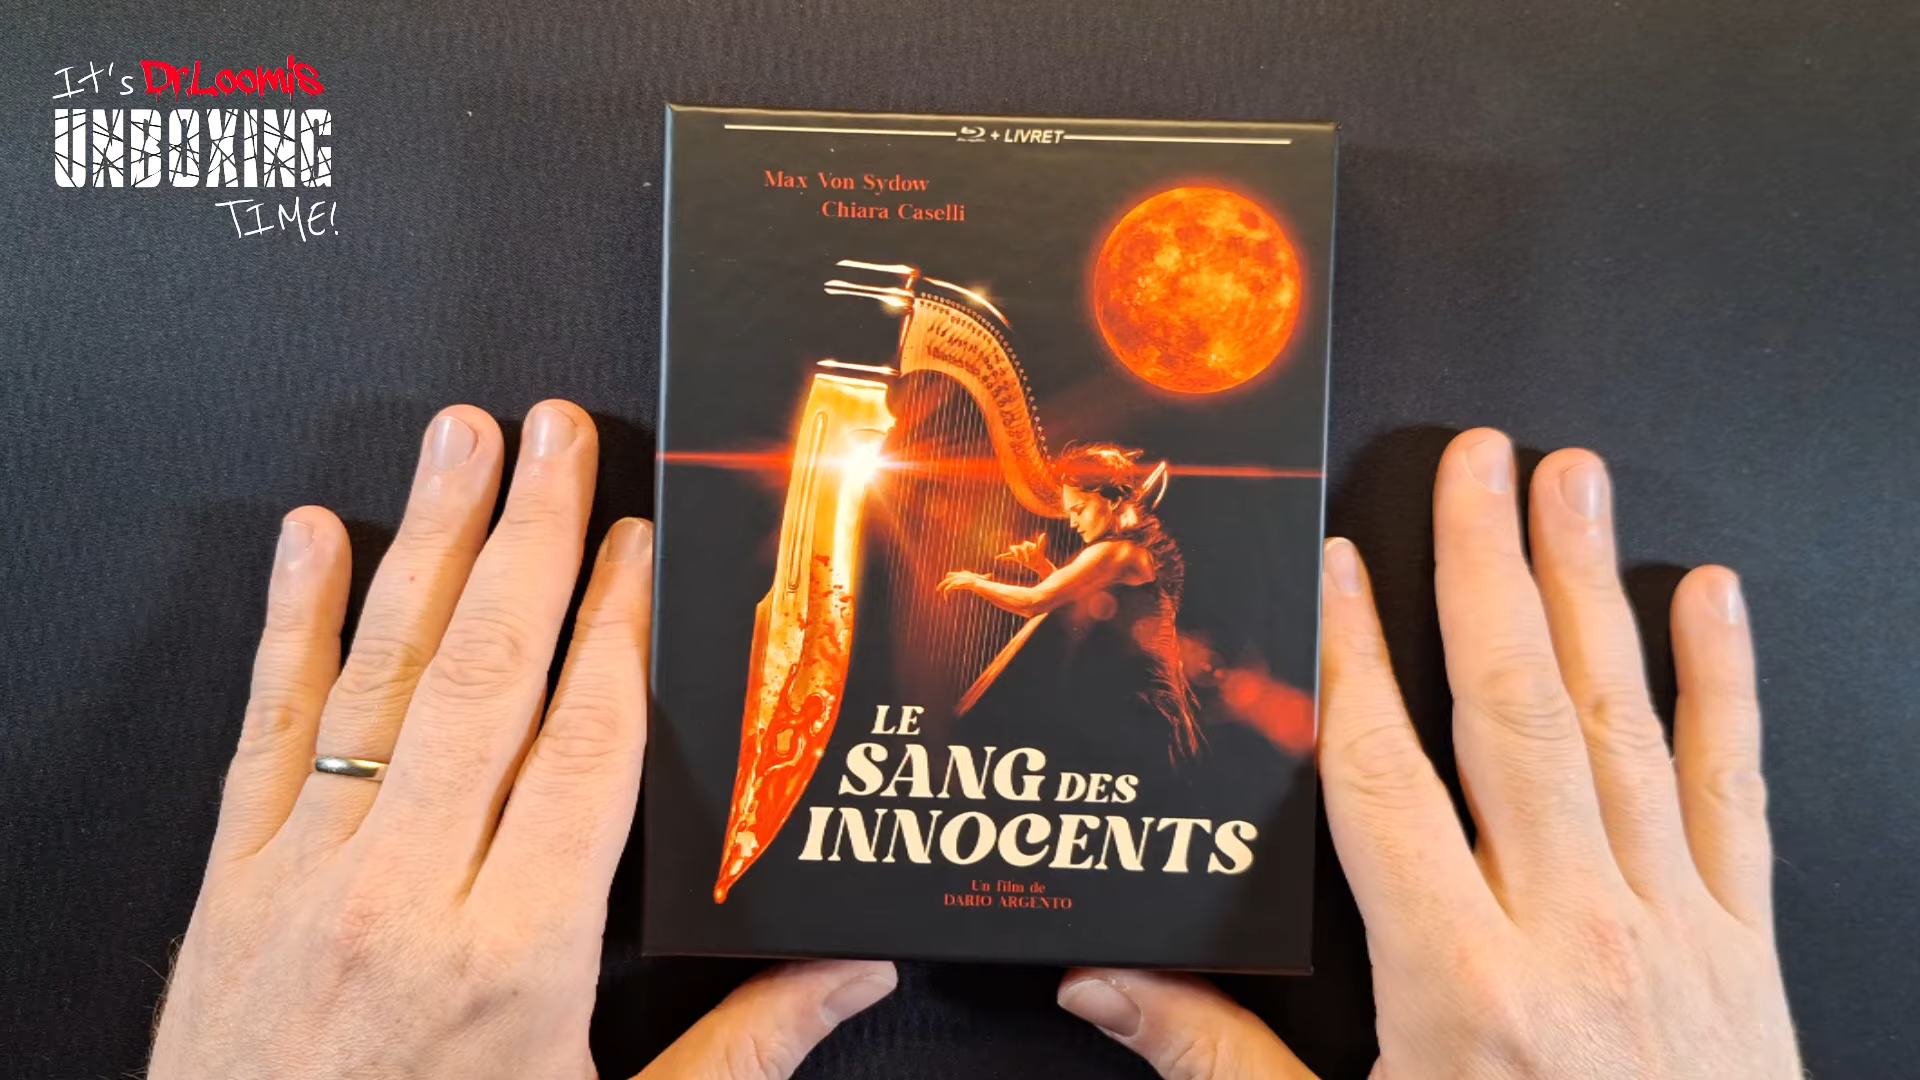 It's Dr.Loomis
UNBOXING
TIME!
+ LIVRET
Max Von Sydow
Chiara Caselli
LE
SANG DES
INNOCENTS
Un film de
DARIO ARGENTO